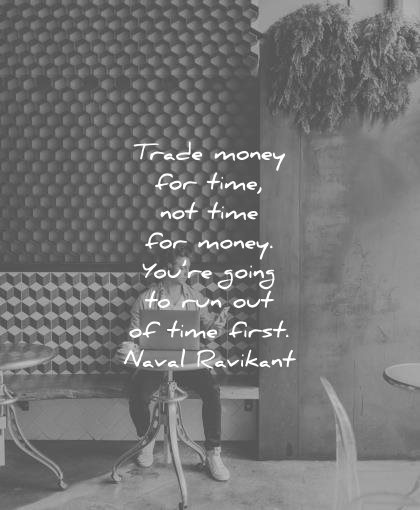 Trade money
for time,
not time
for money.
You're going
to run out
of time first.
Naval Ravikant